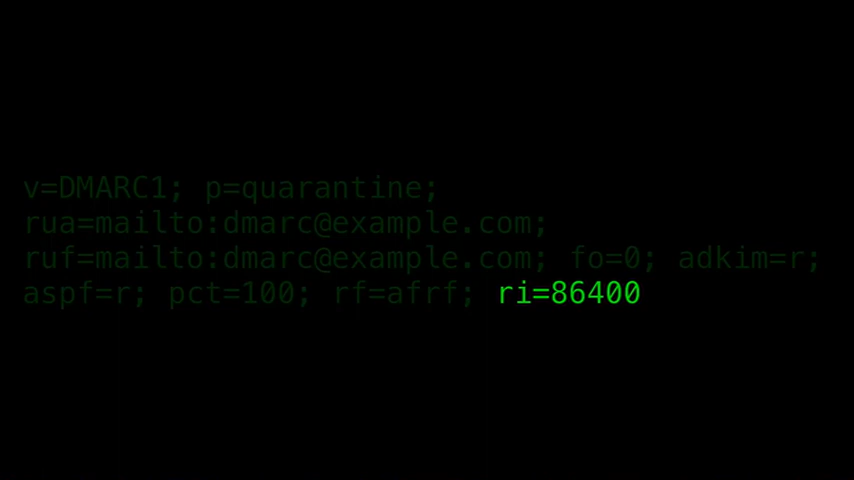 v=DMARC1; p=quarantine;
rua=mailto:dmarc@example.com;
ruf=mailto:dmarc@example.com; fo=0; adkim=r;
aspf=r; pct=100; rf=afrf; ri=86400